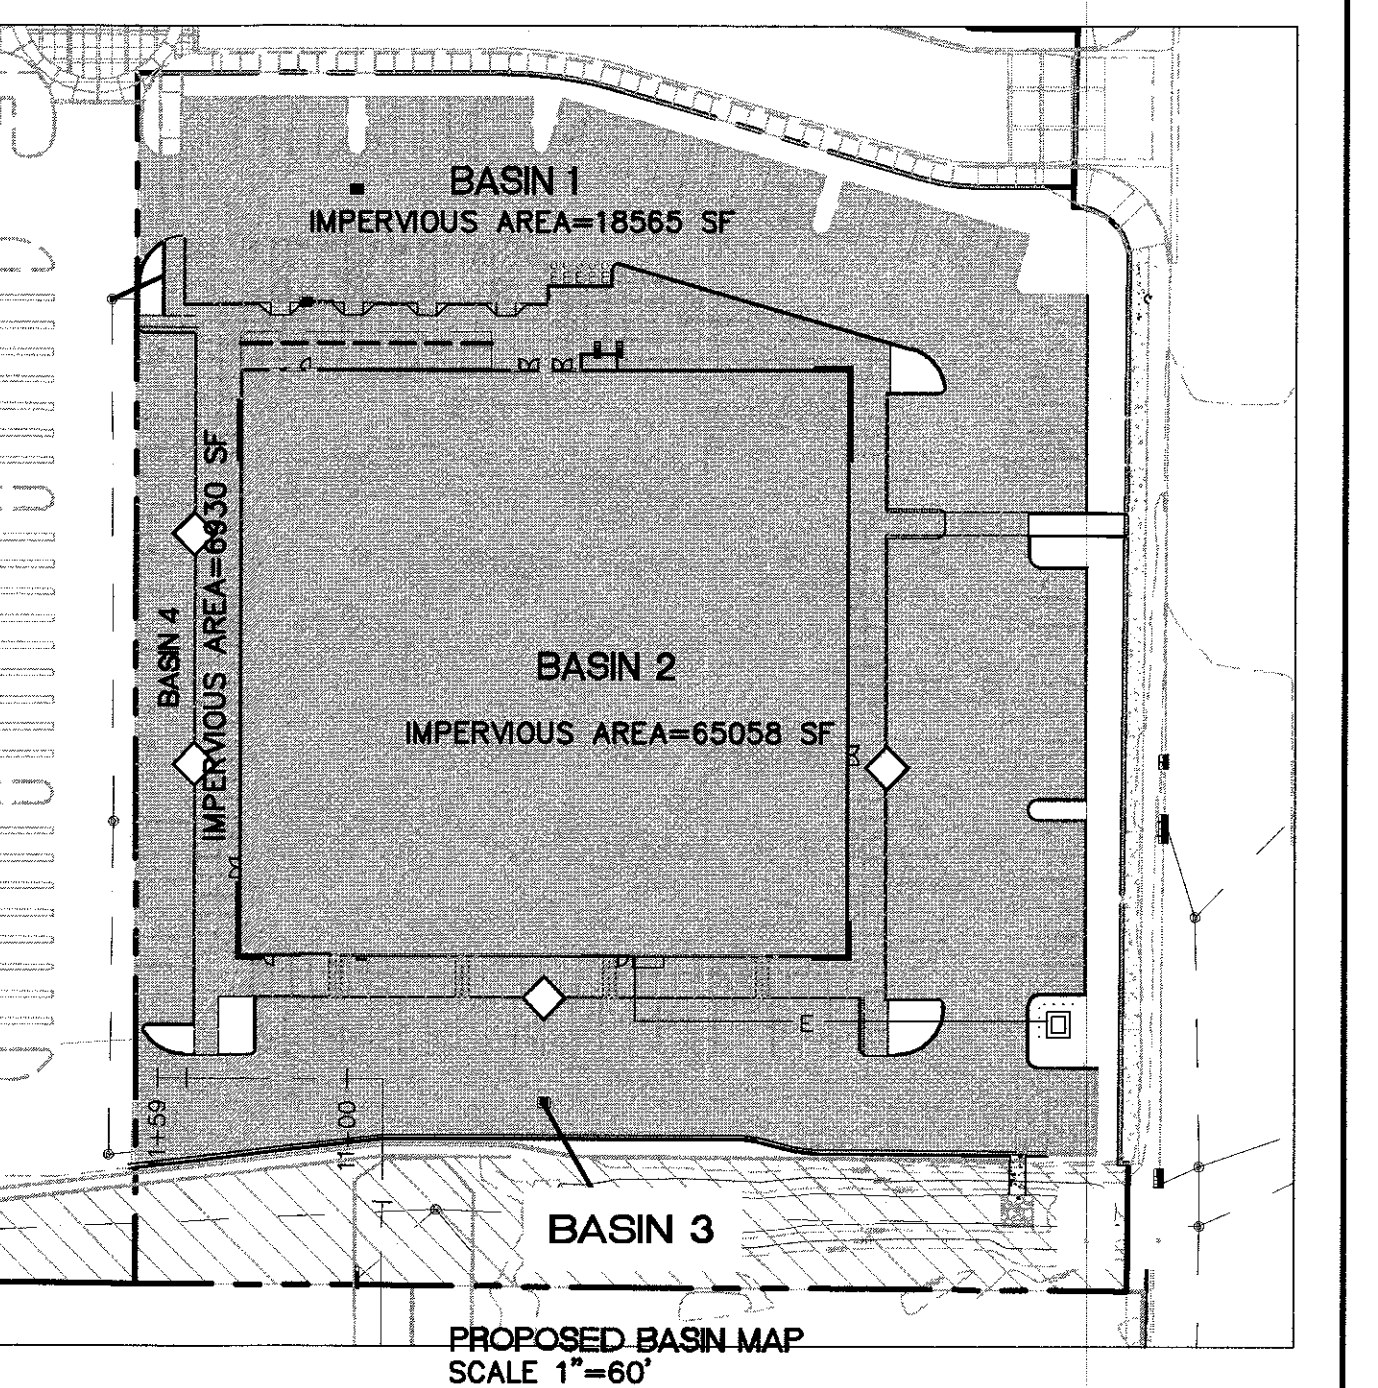 BASIN 1
IMPERVIOUS AREA=18565 SF
BASIN 4
IMPERVIOUS AREA=6930 SF
BASIN 2
IMPERVIOUS AREA=65058 SF
E
1+59
11+00
BASIN 3
PROPOSED BASIN MAP
SCALE 1"=60'